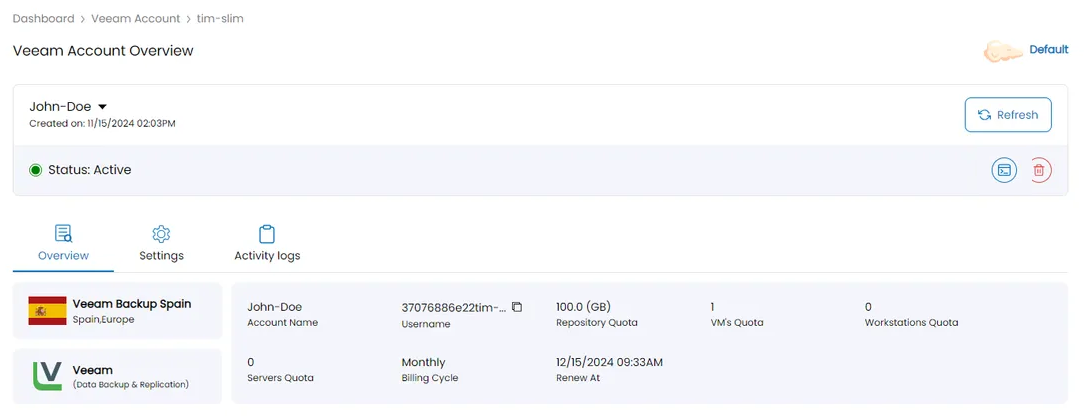 Dashboard > Veeam Account > tim-slim
Veeam Account Overview
Default
John-Doe
Created on: 11/15/2024 02:03PM
Refresh
Status: Active
Overview
Settings
Activity logs
Veeam Backup Spain
Spain,Europe
Veeam
(Data Backup & Replication)
John-Doe
Account Name
37076886e22tim-...
Username
100.0 (GB)
Repository Quota
1
VM's Quota
0
Workstations Quota
0
Servers Quota
Monthly
Billing Cycle
12/15/2024 09:33AM
Renew At